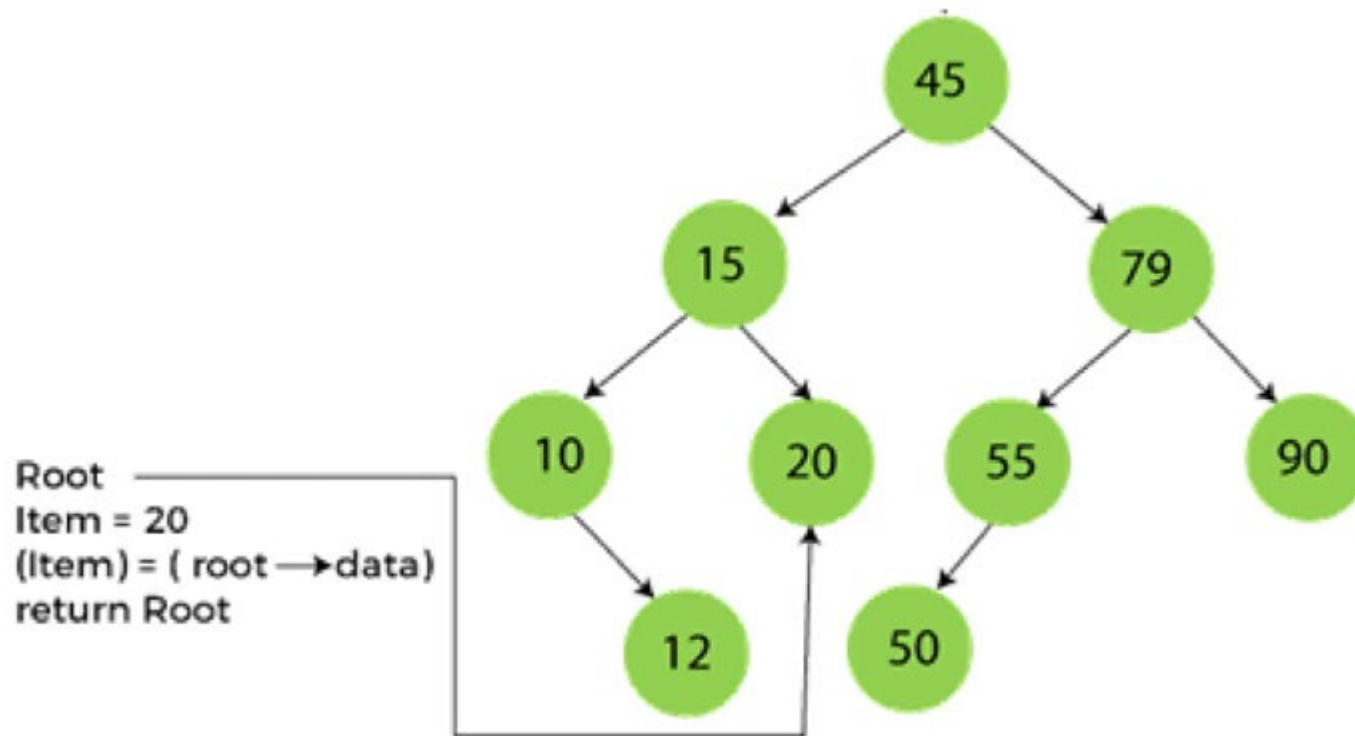 45
15
79
10
20
55
90
Root
Item = 20
(Item) = ( root → data)
return Root
12
50